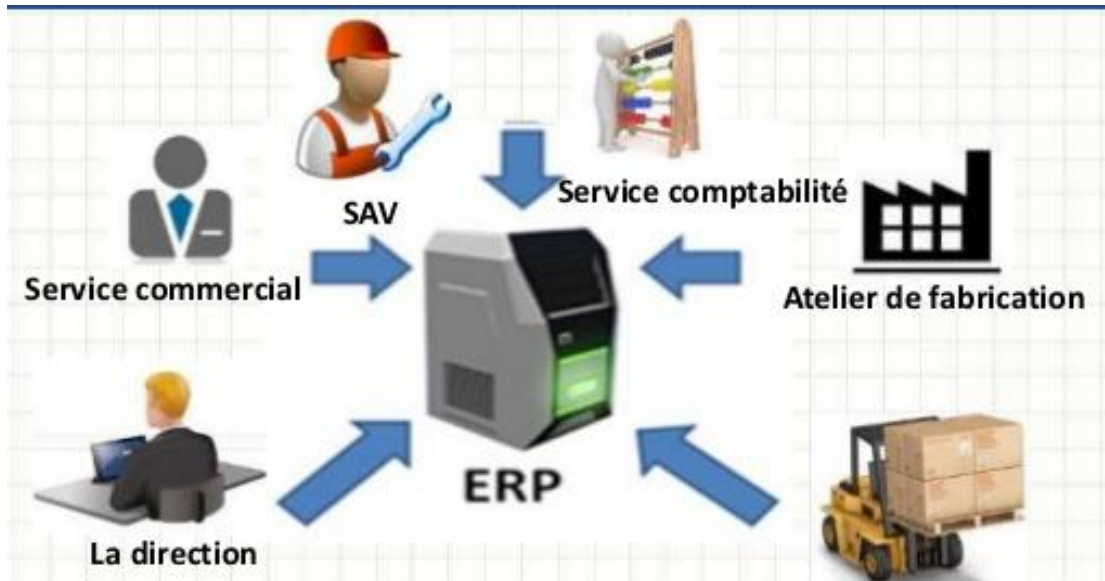 SAV
Service comptabilité
Service commercial
Atelier de fabrication
ERP
La direction